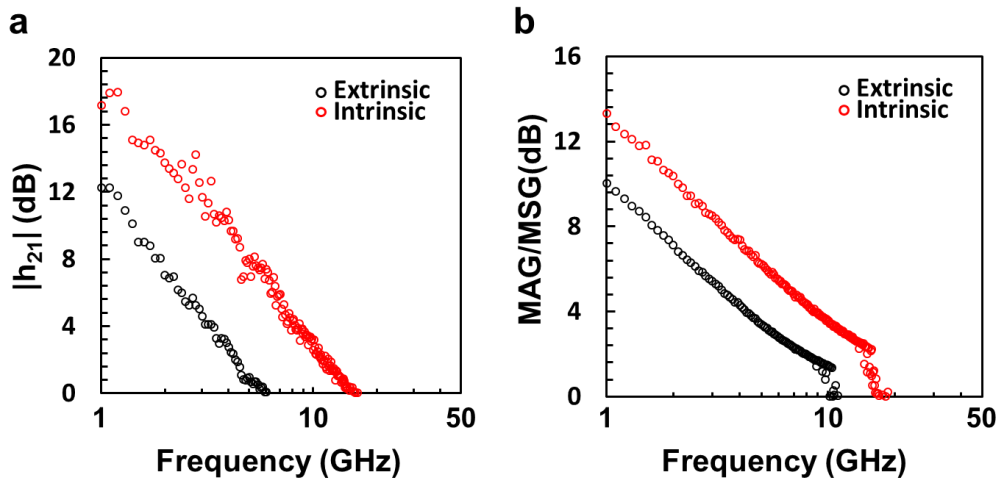 a
20
16
12
8
4
0
|h21| (dB)
Extrinsic
Intrinsic
1
10
50
Frequency (GHz)
b
16
12
8
4
0
MAG/MSG(dB)
Extrinsic
Intrinsic
1
10
50
Frequency (GHz)